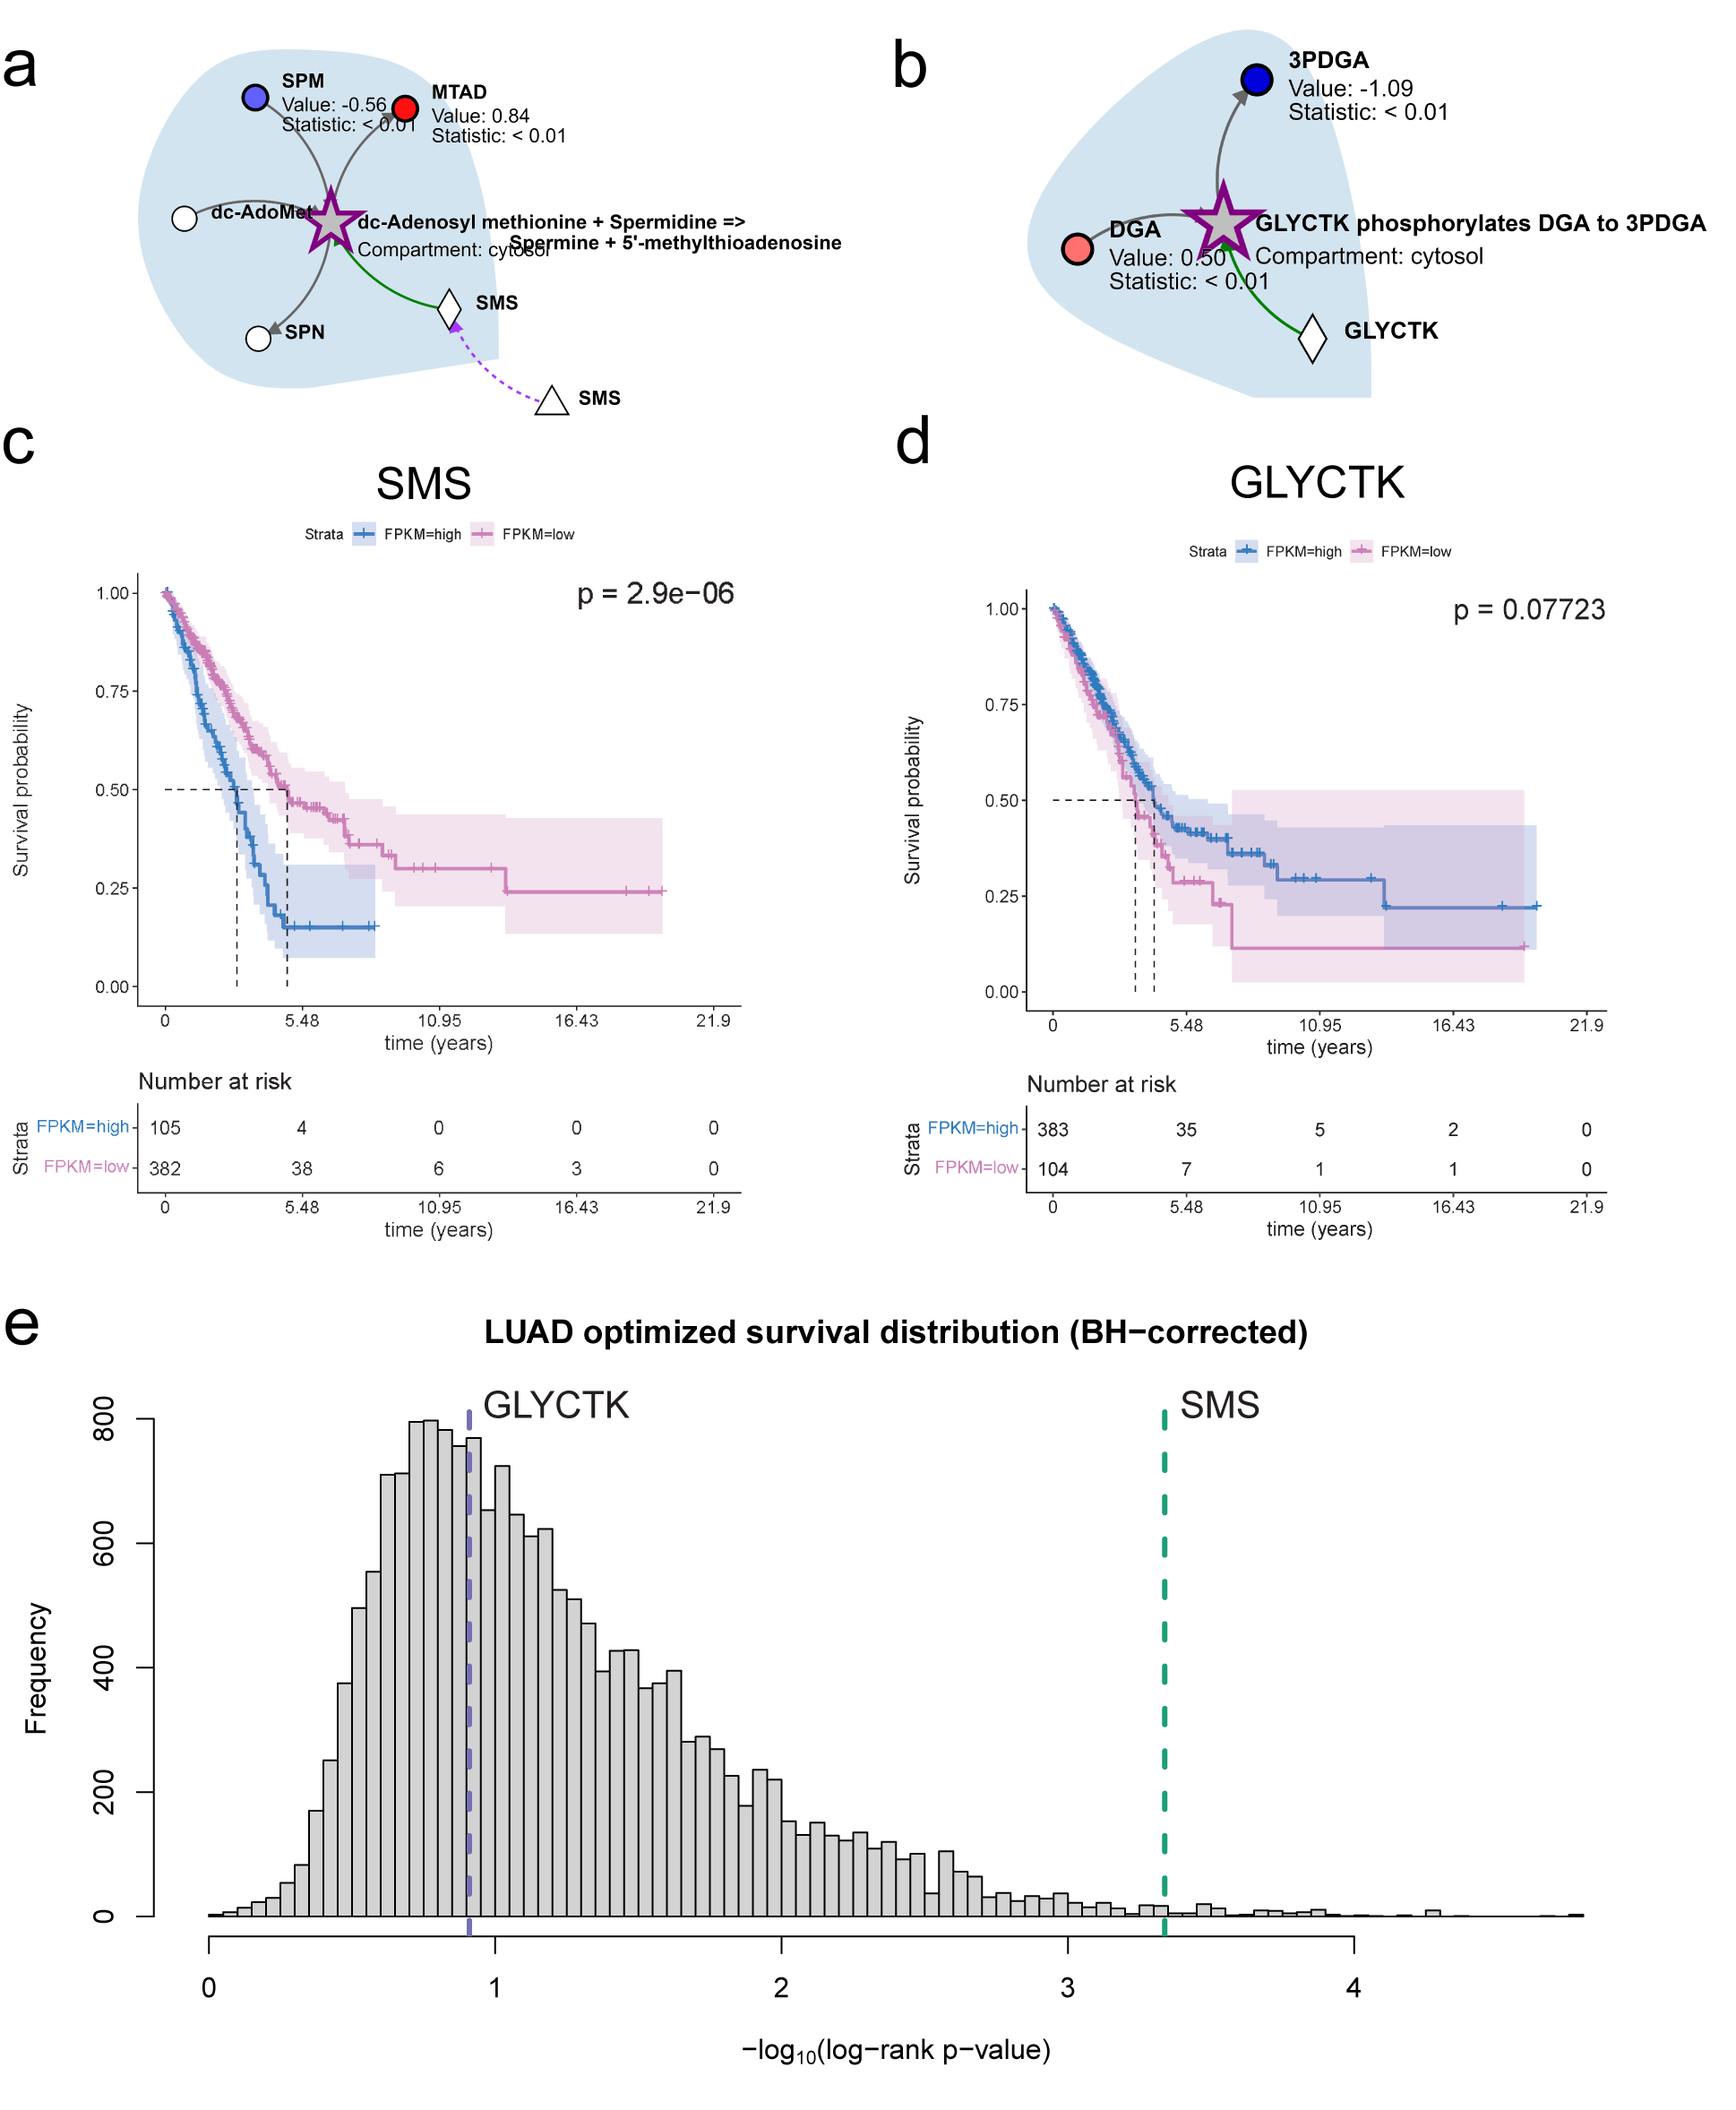 a
SPM
Value: -0.56
Statistic: < 0.01
MTAD
Value: 0.84
Statistic: < 0.01
dc-AdoMet
dc-Adenosyl methionine + Spermidine =>
Spermine + 5'-methylthioadenosine
Compartment: cytosol
SMS
SPN
SMS
b
3PDGA
Value: -1.09
Statistic: < 0.01
DGA
Value: 0.50
Statistic: < 0.01
GLYCTK phosphorylates DGA to 3PDGA
Compartment: cytosol
GLYCTK
c
SMS
Strata FPKM=high FPKM=low
p = 2.9e−06
Survival probability
1.00
0.75
0.50
0.25
0.00
0 5.48 10.95 16.43 21.9
time (years)
Number at risk
Strata
FPKM=high 105 4 0 0 0
FPKM=low 382 38 6 3 0
0 5.48 10.95 16.43 21.9
time (years)
d
GLYCTK
Strata FPKM=high FPKM=low
p = 0.07723
Survival probability
1.00
0.75
0.50
0.25
0.00
0 5.48 10.95 16.43 21.9
time (years)
Number at risk
Strata
FPKM=high 383 35 5 2 0
FPKM=low 104 7 1 1 0
0 5.48 10.95 16.43 21.9
time (years)
e
LUAD optimized survival distribution (BH−corrected)
GLYCTK
SMS
Frequency
800
600
400
200
0
0 1 2 3 4
−log10(log−rank p−value)